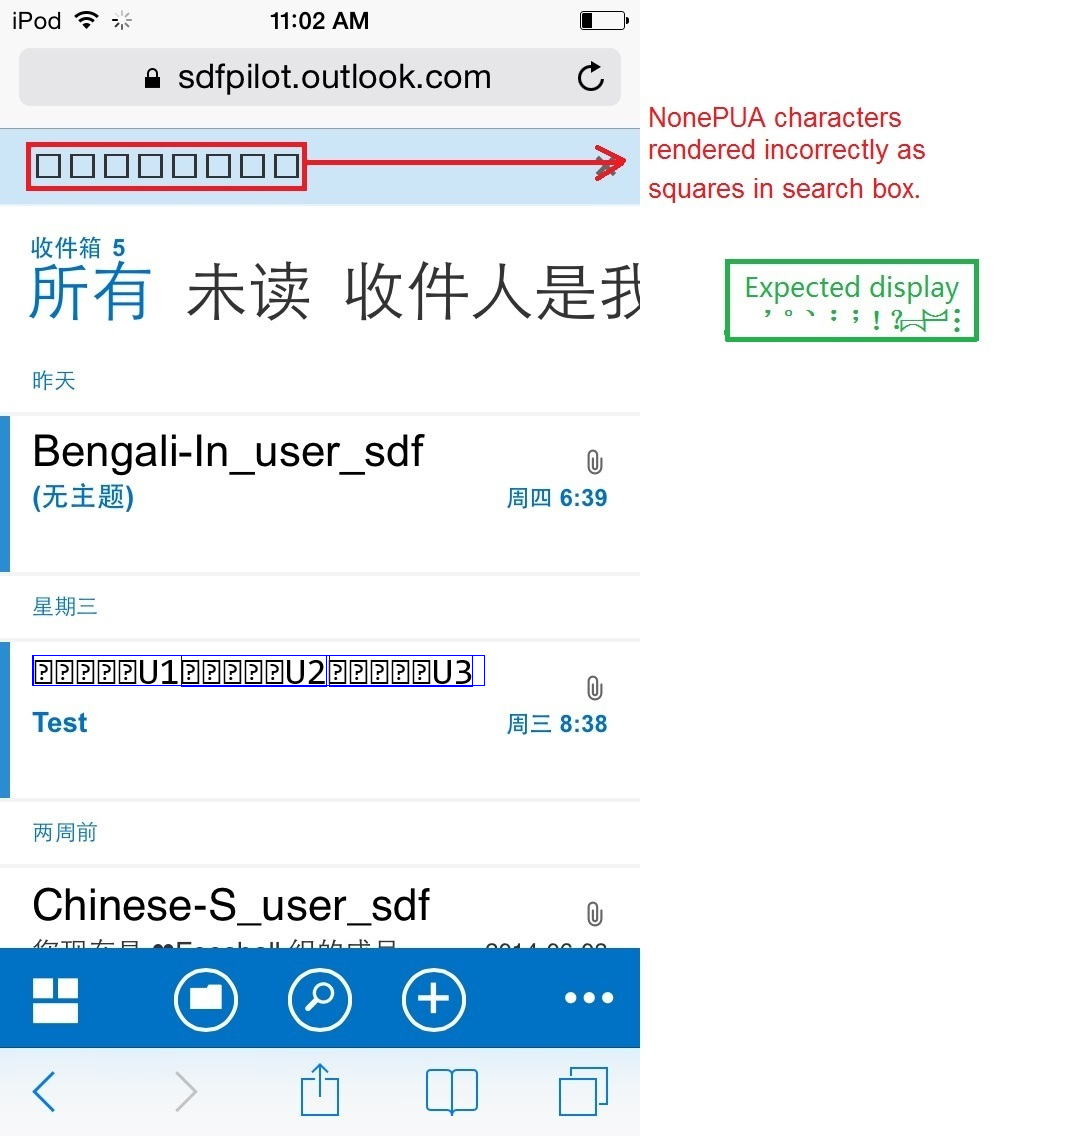 iPod 11:02 AM
sdfpilot.outlook.com
□□□□□□□□
NonePUA characters
rendered incorrectly as
squares in search box.
Expected display
︐︒︑︓︔︕︖︗︘︙
收件箱 5
所有 未读 收件人是我
昨天
Bengali-In_user_sdf
(无主题) 周四 6:39
星期三
U1 U2 U3
Test 周三 8:38
两周前
Chinese-S_user_sdf